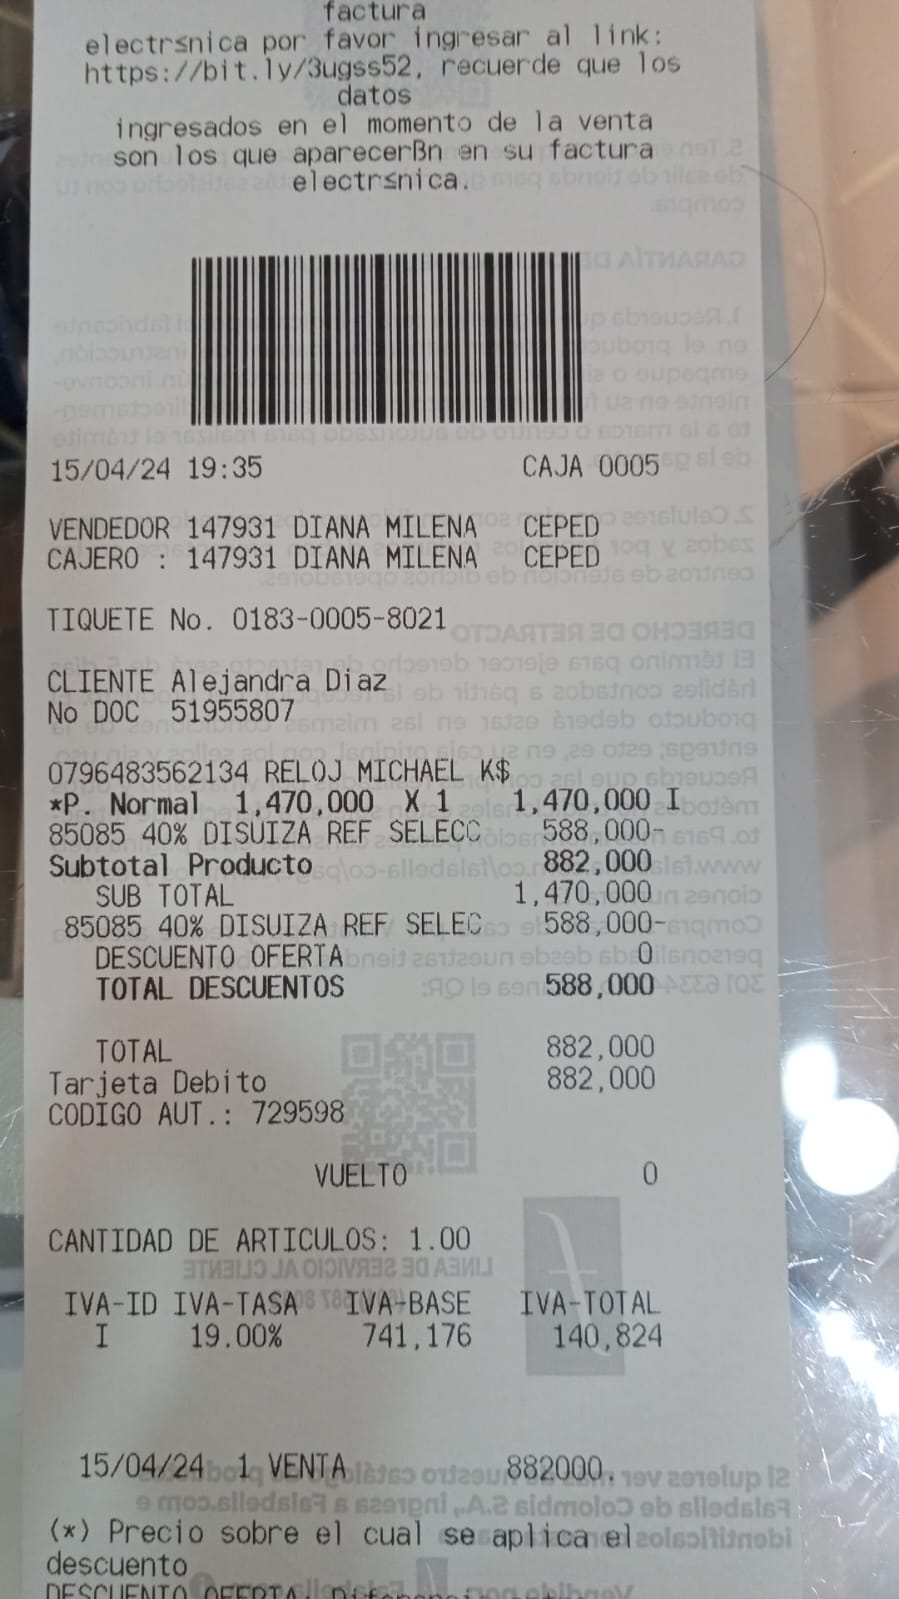 factura
electr≤nica por favor ingresar al link:
https://bit.ly/3ugss52, recuerde que los
datos
ingresados en el momento de la venta
son los que aparecerßn en su factura
electr≤nica.
15/04/24 19:35 CAJA 0005
VENDEDOR 147931 DIANA MILENA CEPED
CAJERO : 147931 DIANA MILENA CEPED
TIQUETE No. 0183-0005-8021
CLIENTE Alejandra Diaz
No DOC 51955807
0796483562134 RELOJ MICHAEL K$
*P. Normal 1,470,000 X 1 1,470,000 I
85085 40% DISUIZA REF SELECC 588,000-
Subtotal Producto 882,000
SUB TOTAL 1,470,000
85085 40% DISUIZA REF SELEC 588,000-
DESCUENTO OFERTA 0
TOTAL DESCUENTOS 588,000
TOTAL 882,000
Tarjeta Debito 882,000
CODIGO AUT.: 729598
VUELTO 0
CANTIDAD DE ARTICULOS: 1.00
IVA-ID IVA-TASA IVA-BASE IVA-TOTAL
I 19.00% 741,176 140,824
15/04/24 1 VENTA 882000.
(*) Precio sobre el cual se aplica el
descuento
DESCUENTO OFERTA: